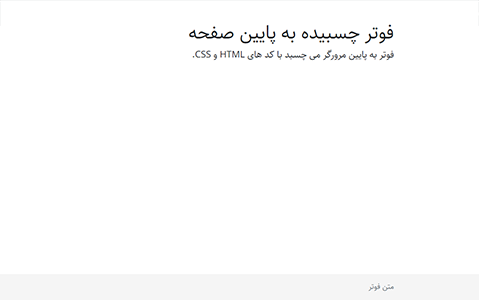 فوتر چسبیده به پایین صفحه
فوتر به پایین مرورگر می چسبد با کد های HTML و CSS.
متن فوتر